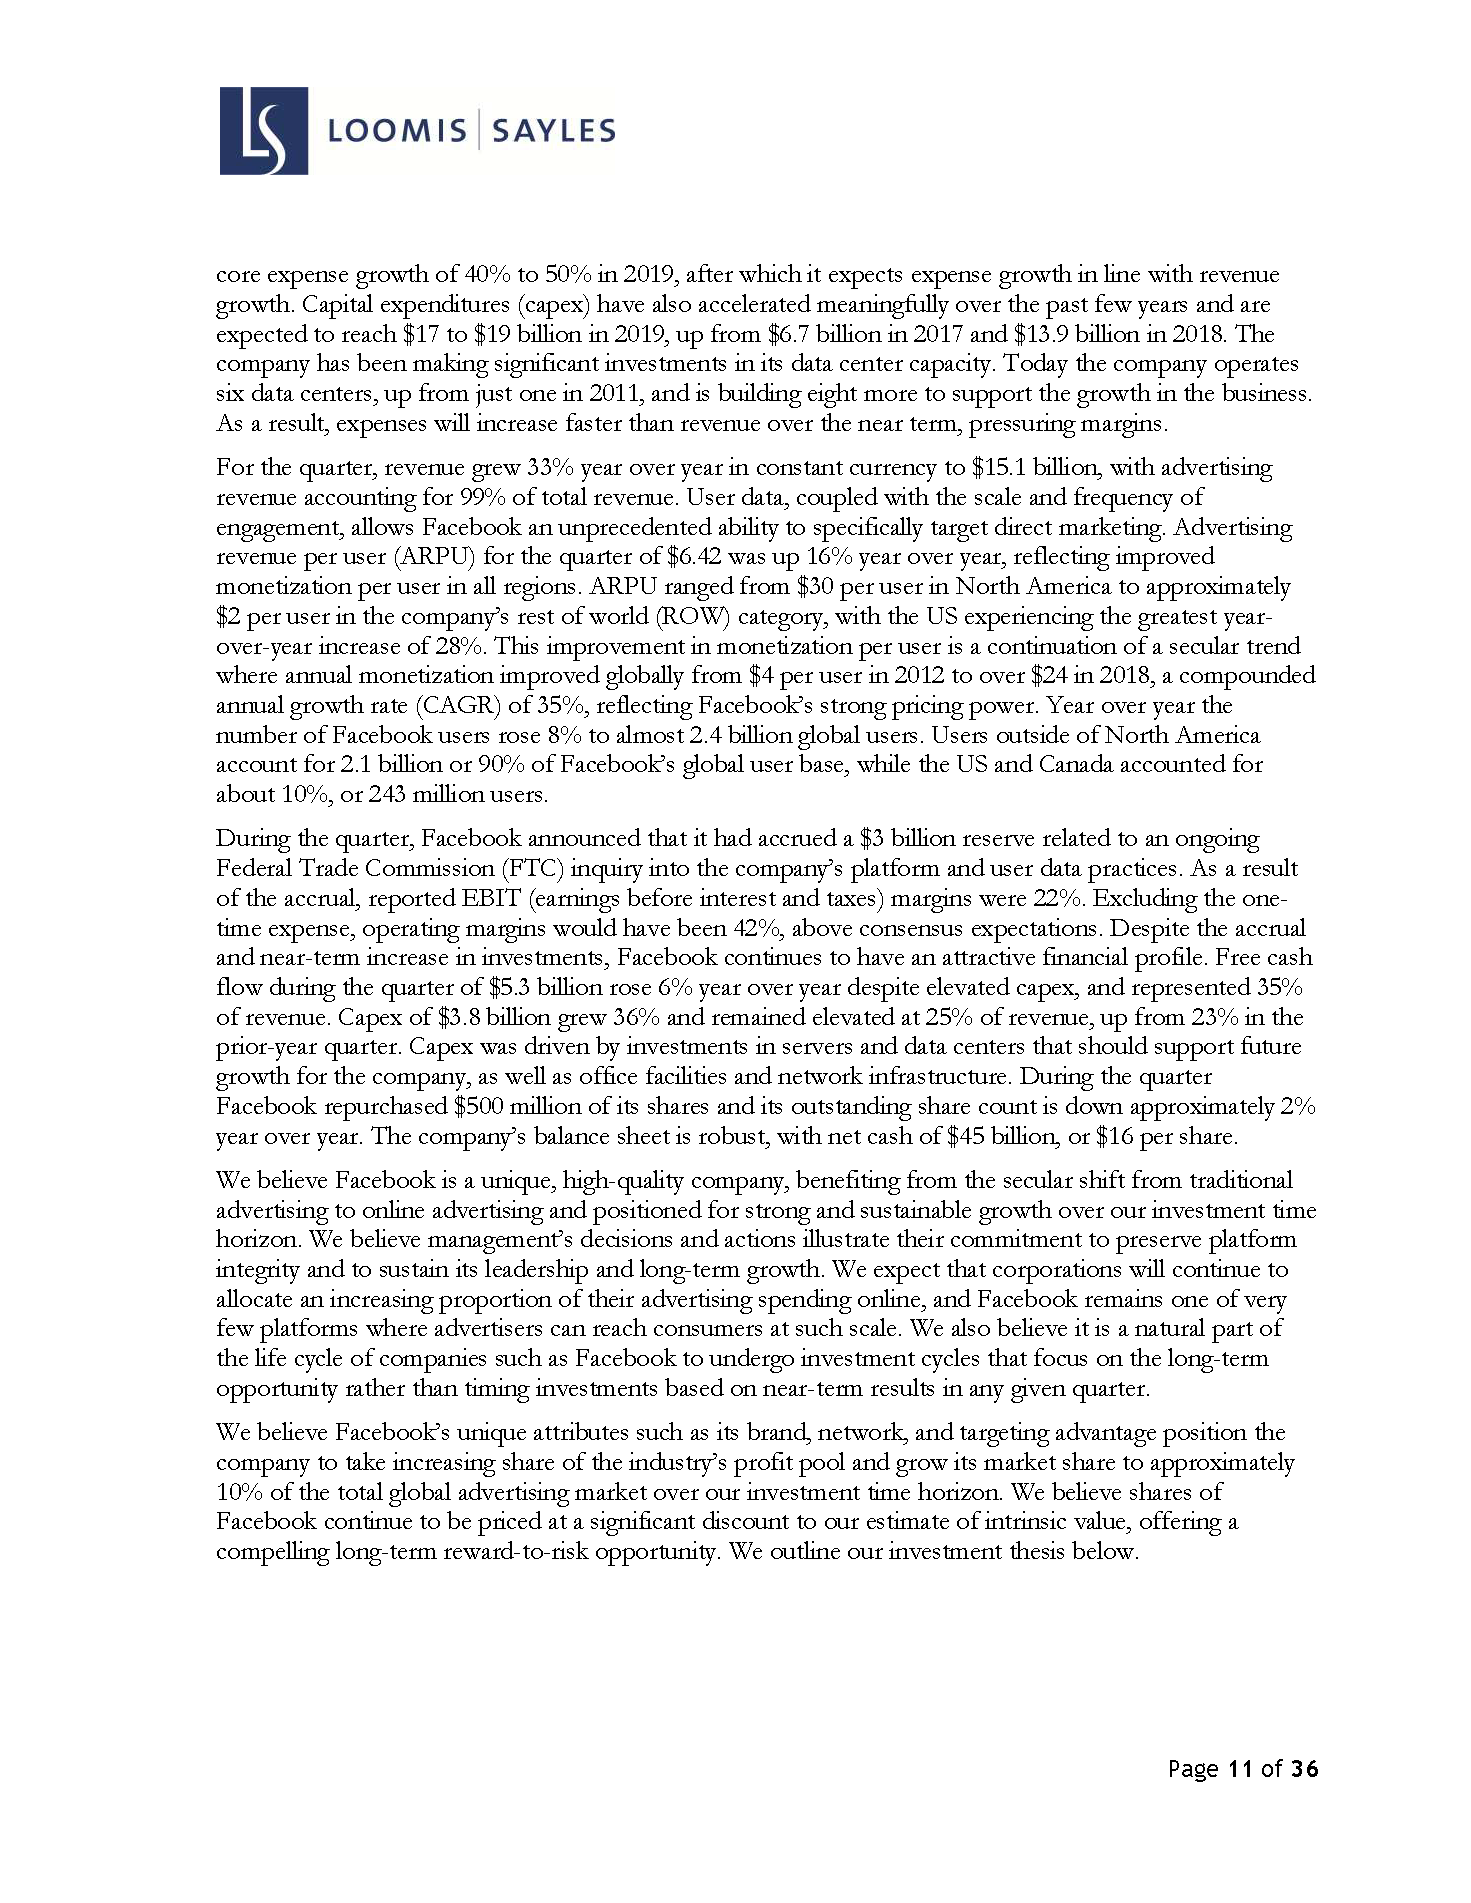 LS LOOMIS | SAYLES
core expense growth of 40% to 50% in 2019, after which it expects expense growth in line with revenue
growth. Capital expenditures (capex) have also accelerated meaningfully over the past few years and are
expected to reach $17 to $19 billion in 2019, up from $6.7 billion in 2017 and $13.9 billion in 2018. The
company has been making significant investments in its data center capacity. Today the company operates
six data centers, up from just one in 2011, and is building eight more to support the growth in the business.
As a result, expenses will increase faster than revenue over the near term, pressuring margins.
For the quarter, revenue grew 33% year over year in constant currency to $15.1 billion, with advertising
revenue accounting for 99% of total revenue. User data, coupled with the scale and frequency of
engagement, allows Facebook an unprecedented ability to specifically target direct marketing. Advertising
revenue per user (ARPU) for the quarter of $6.42 was up 16% year over year, reflecting improved
monetization per user in all regions. ARPU ranged from $30 per user in North America to approximately
$2 per user in the company's rest of world (ROW) category, with the US experiencing the greatest year-
over-year increase of 28%. This improvement in monetization per user is a continuation of a secular trend
where annual monetization improved globally from $4 per user in 2012 to over $24 in 2018, a compounded
annual growth rate (CAGR) of 35%, reflecting Facebook's strong pricing power. Year over year the
number of Facebook users rose 8% to almost 2.4 billion global users. Users outside of North America
account for 2.1 billion or 90% of Facebook's global user base, while the US and Canada accounted for
about 10%, or 243 million users.
During the quarter, Facebook announced that it had accrued a $3 billion reserve related to an ongoing
Federal Trade Commission (FTC) inquiry into the company's platform and user data practices. As a result
of the accrual, reported EBIT (earnings before interest and taxes) margins were 22%. Excluding the one-
time expense, operating margins would have been 42%, above consensus expectations. Despite the accrual
and near-term increase in investments, Facebook continues to have an attractive financial profile. Free cash
flow during the quarter of $5.3 billion rose 6% year over year despite elevated capex, and represented 35%
of revenue. Capex of $3.8 billion grew 36% and remained elevated at 25% of revenue, up from 23% in the
prior-year quarter. Capex was driven by investments in servers and data centers that should support future
growth for the company, as well as office facilities and network infrastructure. During the quarter
Facebook repurchased $500 million of its shares and its outstanding share count is down approximately 2%
year over year. The company's balance sheet is robust, with net cash of $45 billion, or $16 per share.
We believe Facebook is a unique, high-quality company, benefiting from the secular shift from traditional
advertising to online advertising and positioned for strong and sustainable growth over our investment time
horizon. We believe management's decisions and actions illustrate their commitment to preserve platform
integrity and to sustain its leadership and long-term growth. We expect that corporations will continue to
allocate an increasing proportion of their advertising spending online, and Facebook remains one of very
few platforms where advertisers can reach consumers at such scale. We also believe it is a natural part of
the life cycle of companies such as Facebook to undergo investment cycles that focus on the long-term
opportunity rather than timing investments based on near-term results in any given quarter.
We believe Facebook's unique attributes such as its brand, network, and targeting advantage position the
company to take increasing share of the industry's profit pool and grow its market share to approximately
10% of the total global advertising market over our investment time horizon. We believe shares of
Facebook continue to be priced at a significant discount to our estimate of intrinsic value, offering a
compelling long-term reward-to-risk opportunity. We outline our investment thesis below.
Page 11 of 36